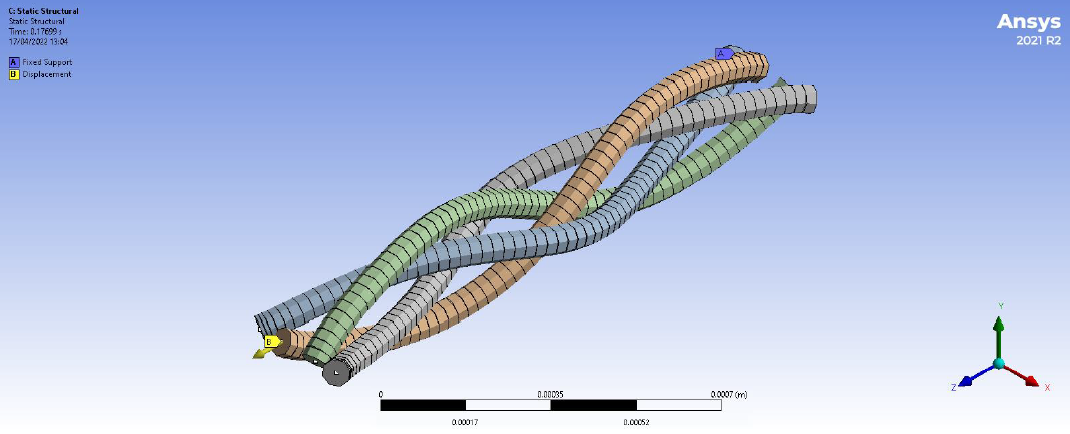 C: Static Structural
Static Structural
Time: 0.17699 s
17/04/2022 13:04
A Fixed Support
B Displacement
Ansys
2021 R2
A
B
0 0.00035 0.0007 (m)
0.00017 0.00052
Y
Z
X